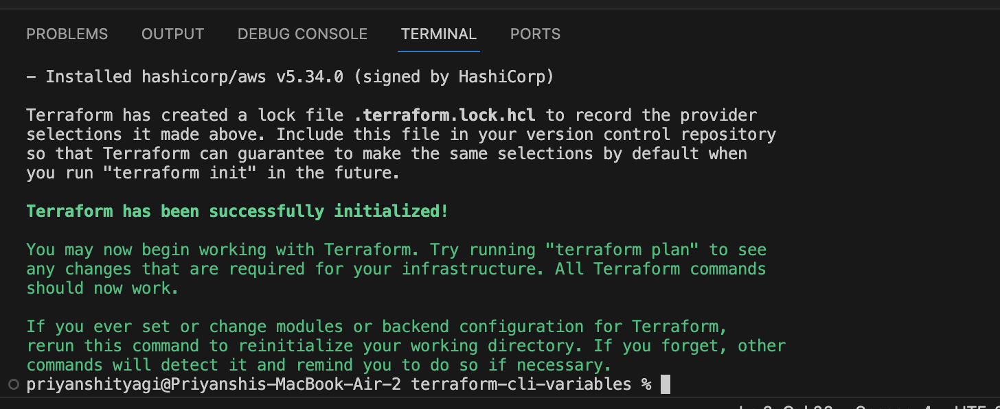 PROBLEMS OUTPUT DEBUG CONSOLE TERMINAL PORTS
- Installed hashicorp/aws v5.34.0 (signed by HashiCorp)
Terraform has created a lock file .terraform.lock.hcl to record the provider
selections it made above. Include this file in your version control repository
so that Terraform can guarantee to make the same selections by default when
you run "terraform init" in the future.
Terraform has been successfully initialized!
You may now begin working with Terraform. Try running "terraform plan" to see
any changes that are required for your infrastructure. All Terraform commands
should now work.
If you ever set or change modules or backend configuration for Terraform,
rerun this command to reinitialize your working directory. If you forget, other
commands will detect it and remind you to do so if necessary.
priyanshityagi@Priyanshis-MacBook-Air-2 terraform-cli-variables %